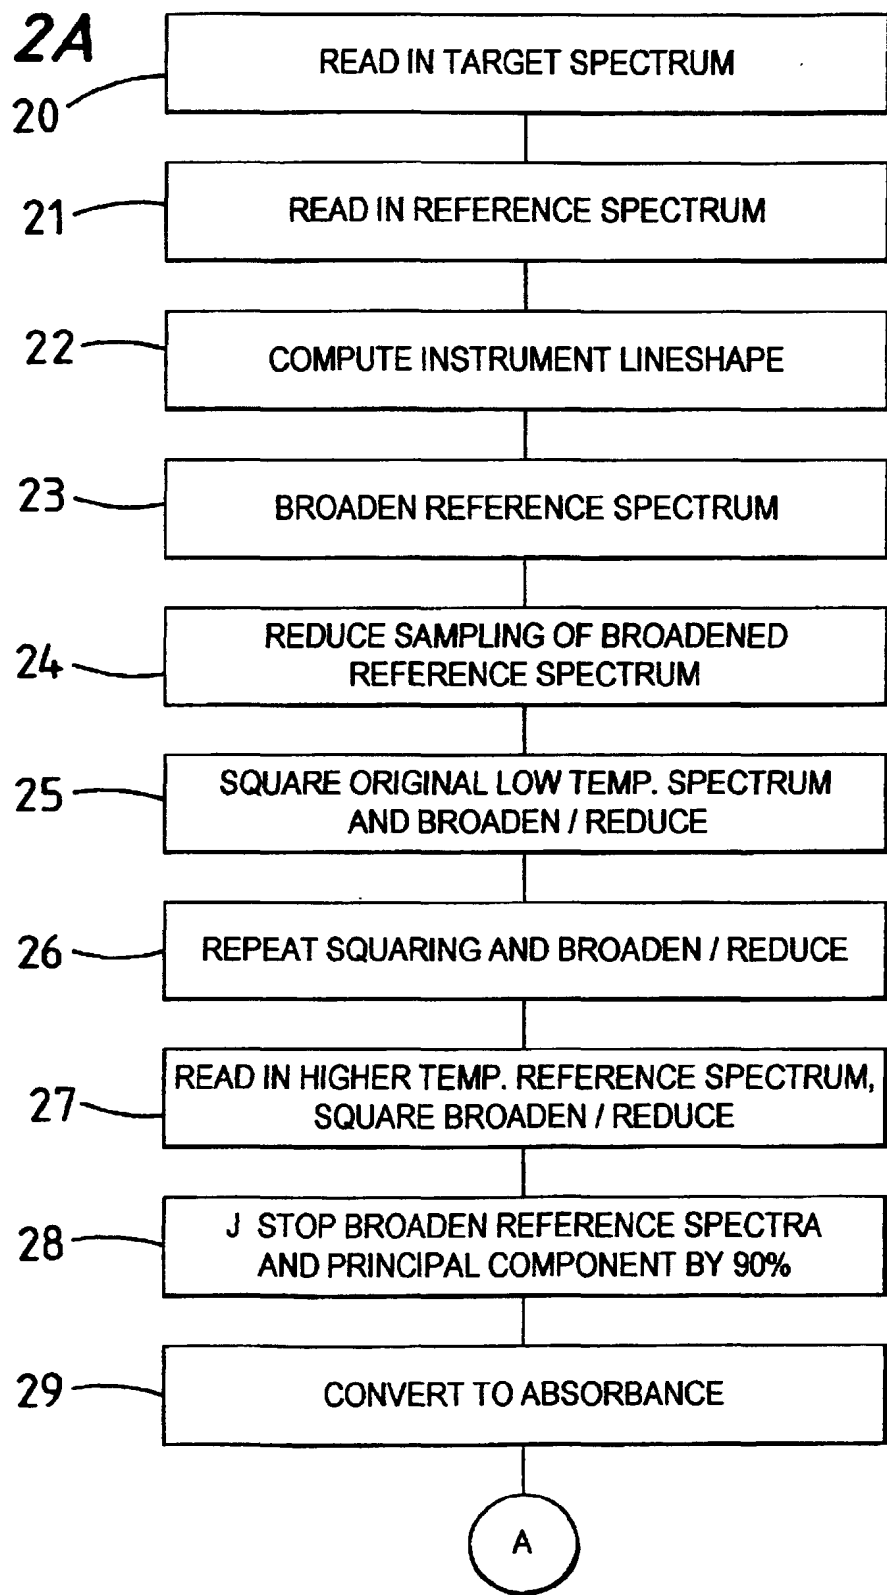 2A
20
READ IN TARGET SPECTRUM
21
READ IN REFERENCE SPECTRUM
22
COMPUTE INSTRUMENT LINESHAPE
23
BROADEN REFERENCE SPECTRUM
24
REDUCE SAMPLING OF BROADENED
REFERENCE SPECTRUM
25
SQUARE ORIGINAL LOW TEMP. SPECTRUM
AND BROADEN / REDUCE
26
REPEAT SQUARING AND BROADEN / REDUCE
27
READ IN HIGHER TEMP. REFERENCE SPECTRUM,
SQUARE BROADEN / REDUCE
28
J STOP BROADEN REFERENCE SPECTRA
AND PRINCIPAL COMPONENT BY 90%
29
CONVERT TO ABSORBANCE
A